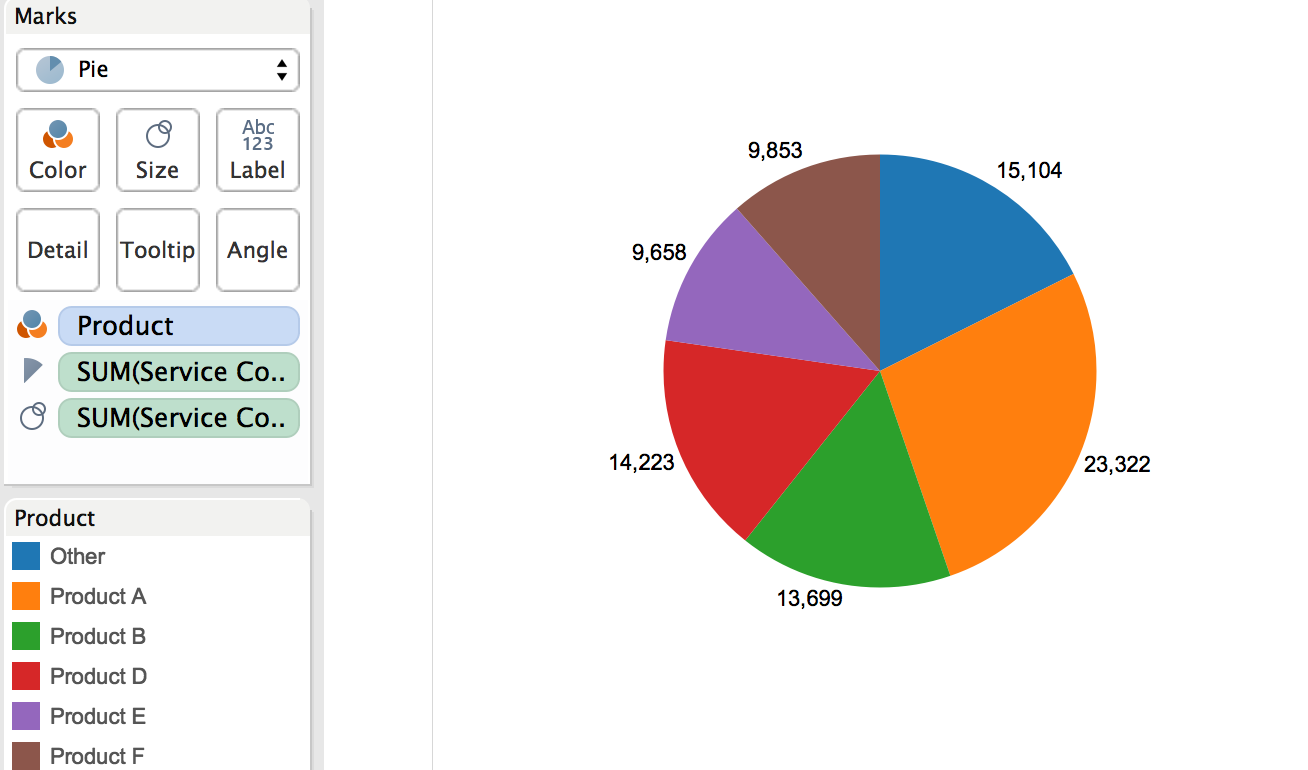 Marks
Pie
Color
Size
Abc
123
Label
Detail
Tooltip
Angle
Product
SUM(Service Co..
SUM(Service Co..
Product
Other
Product A
Product B
Product D
Product E
Product F
9,853
15,104
9,658
14,223
23,322
13,699